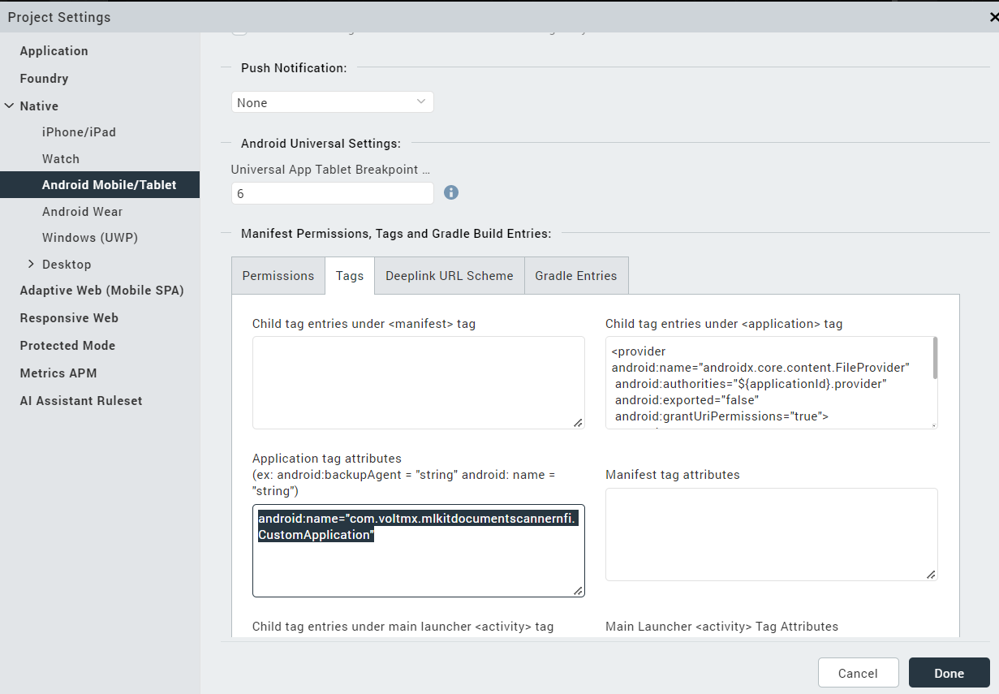 Project Settings
Application
Foundry
Native
iPhone/iPad
Watch
Android Mobile/Tablet
Android Wear
Windows (UWP)
Desktop
Adaptive Web (Mobile SPA)
Responsive Web
Protected Mode
Metrics APM
AI Assistant Ruleset
Push Notification:
None
Android Universal Settings:
Universal App Tablet Breakpoint ...
6
Manifest Permissions, Tags and Gradle Build Entries:
Permissions
Tags
Deeplink URL Scheme
Gradle Entries
Child tag entries under <manifest> tag
Child tag entries under <application> tag
<provider
android:name="androidx.core.content.FileProvider"
android:authorities="${applicationId}.provider"
android:exported="false"
android:grantUriPermissions="true">
Application tag attributes
(ex: android:backupAgent = "string" android: name =
"string")
android:name="com.voltmx.mlkitdocumentscannernfi.
CustomApplication"
Manifest tag attributes
Child tag entries under main launcher <activity> tag
Main Launcher <activity> Tag Attributes
Cancel
Done